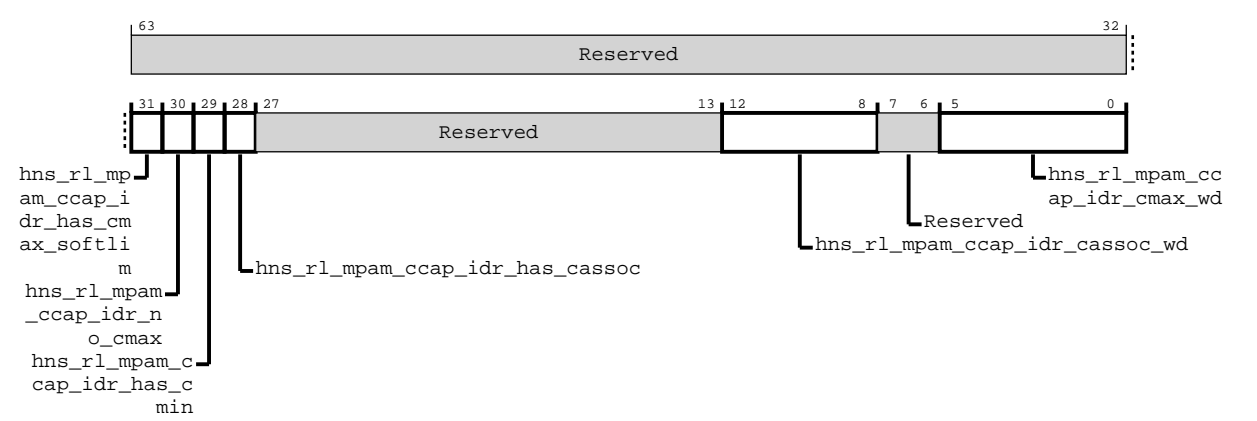 63 32
Reserved
31 30 29 28 27 13 12 8 7 6 5 0
Reserved
hns_rl_mp
am_ccap_i
dr_has_cm
ax_softli
m
hns_rl_mpam_cc
ap_idr_cmax_wd
Reserved
hns_rl_mpam_ccap_idr_cassoc_wd
hns_rl_mpam_ccap_idr_has_cassoc
hns_rl_mpam
_ccap_idr_n
o_cmax
hns_rl_mpam_c
cap_idr_has_c
min